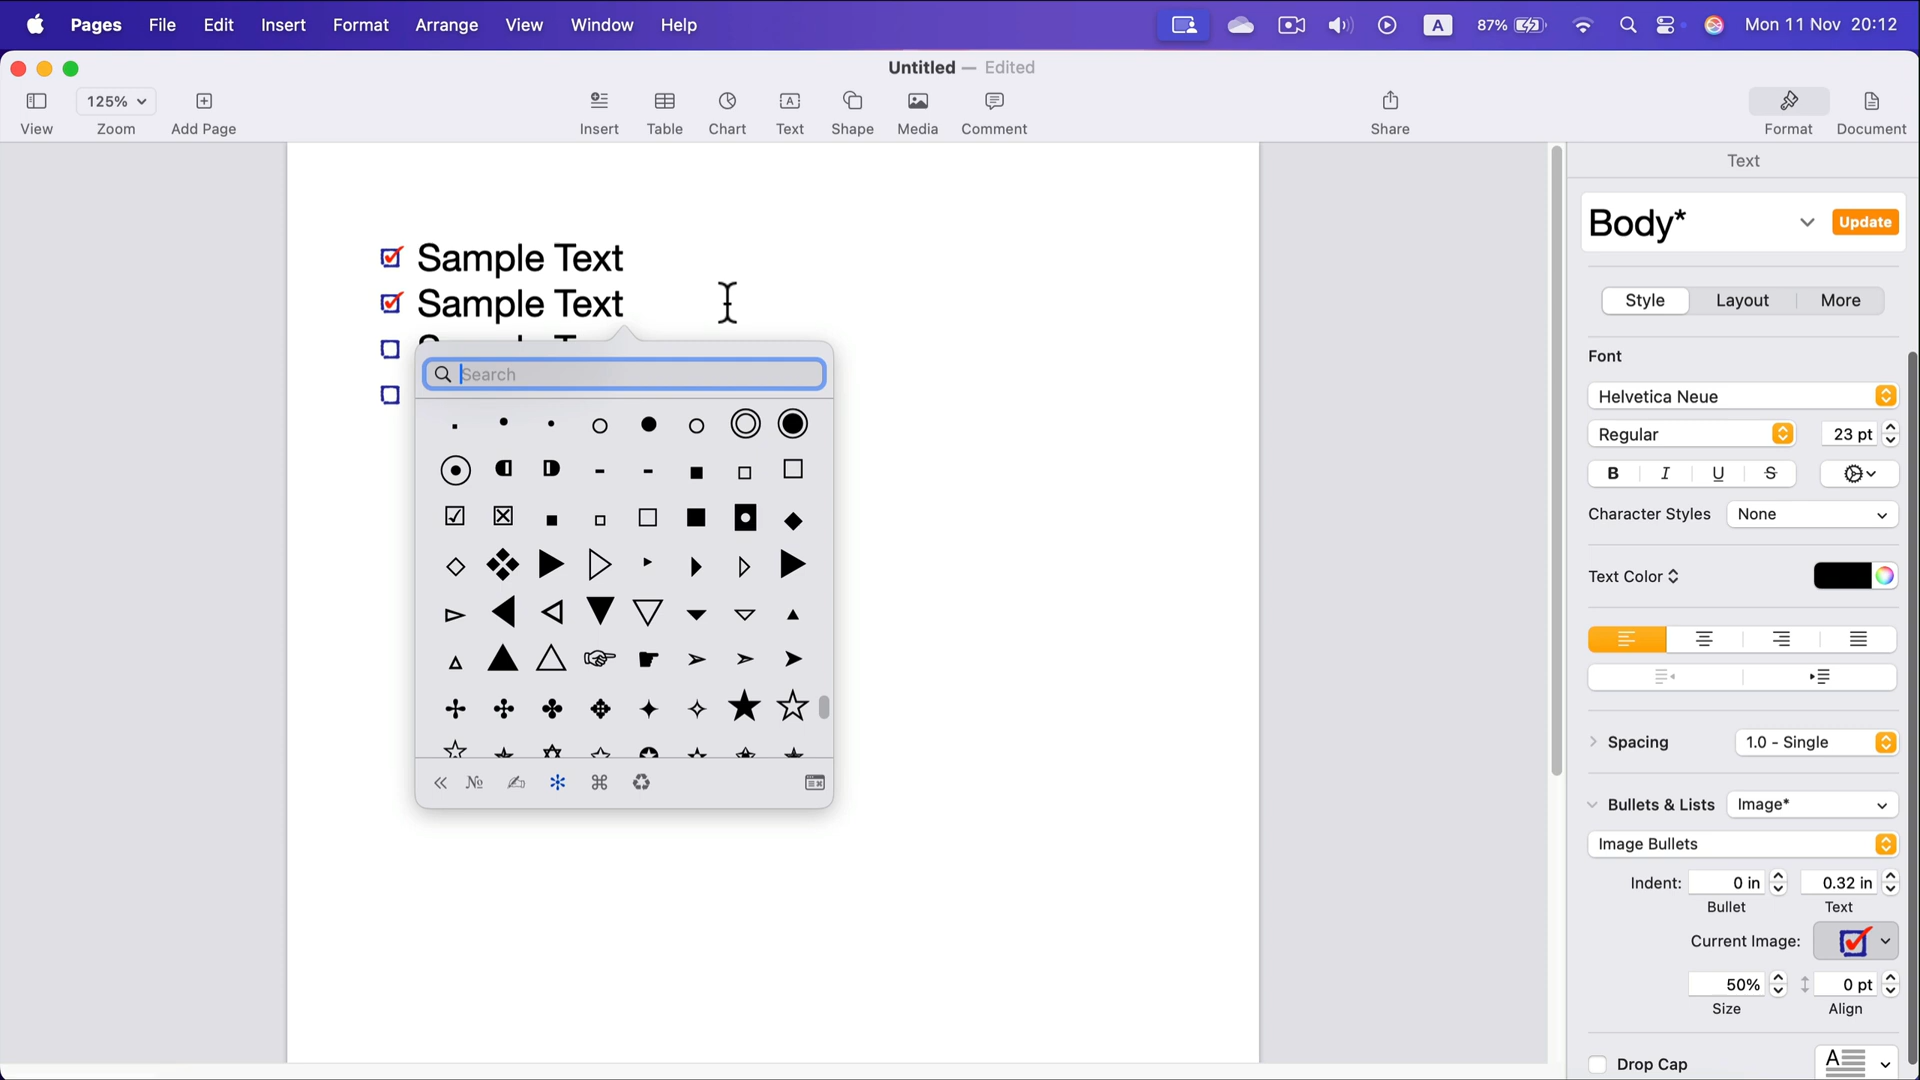 Pages File Edit Insert Format Arrange View Window Help A 87% Mon 11 Nov 20:12
Untitled — Edited
125%
View Zoom Add Page Insert Table Chart Text Shape Media Comment Share Format Document
Text
Body* Update
Style Layout More
Sample Text
Sample Text
Search
№
Font
Helvetica Neue
Regular 23 pt
B I U S
Character Styles None
Text Color
Spacing 1.0 - Single
Bullets & Lists Image*
Image Bullets
Indent: 0 in 0.32 in
Bullet Text
Current Image:
50% 0 pt
Size Align
Drop Cap A